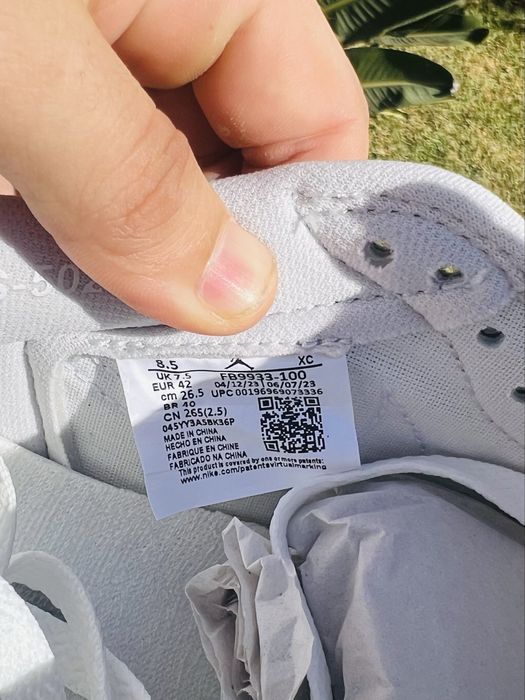 8.5 XC
UK 7.5 FB9933-100
EUR 42 04/12/23 06/07/23
cm 26.5 UPC 00196969073336
BR 40
CN 265(2.5)
045YY3A5BK36P
MADE IN CHINA
HECHO EN CHINA
FABRIQUE EN CHINE
FABRICADO NA CHINA
This product is covered by one or more patents:
www.nike.com/patentsvirtualmarking